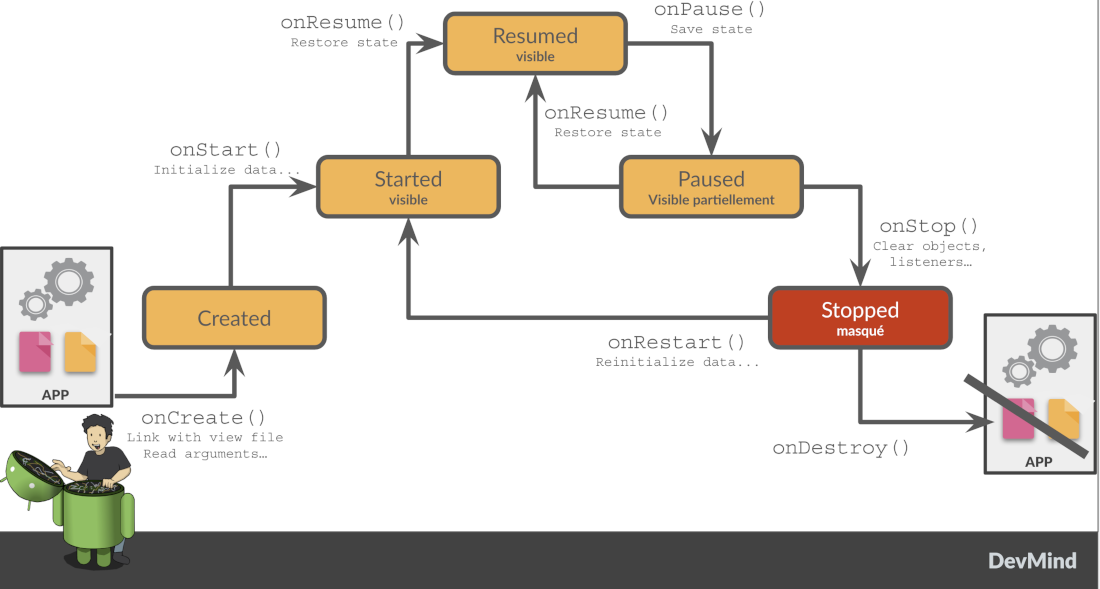 onPause()
Save state
onResume()
Restore state
Resumed
visible
onResume()
Restore state
onStart()
Initialize data...
Started
visible
Paused
Visible partiellement
onStop()
Clear objects,
listeners…
Created
Stopped
masqué
onRestart()
Reinitialize data...
APP
onCreate()
Link with view file
Read arguments…
onDestroy()
APP
DevMind